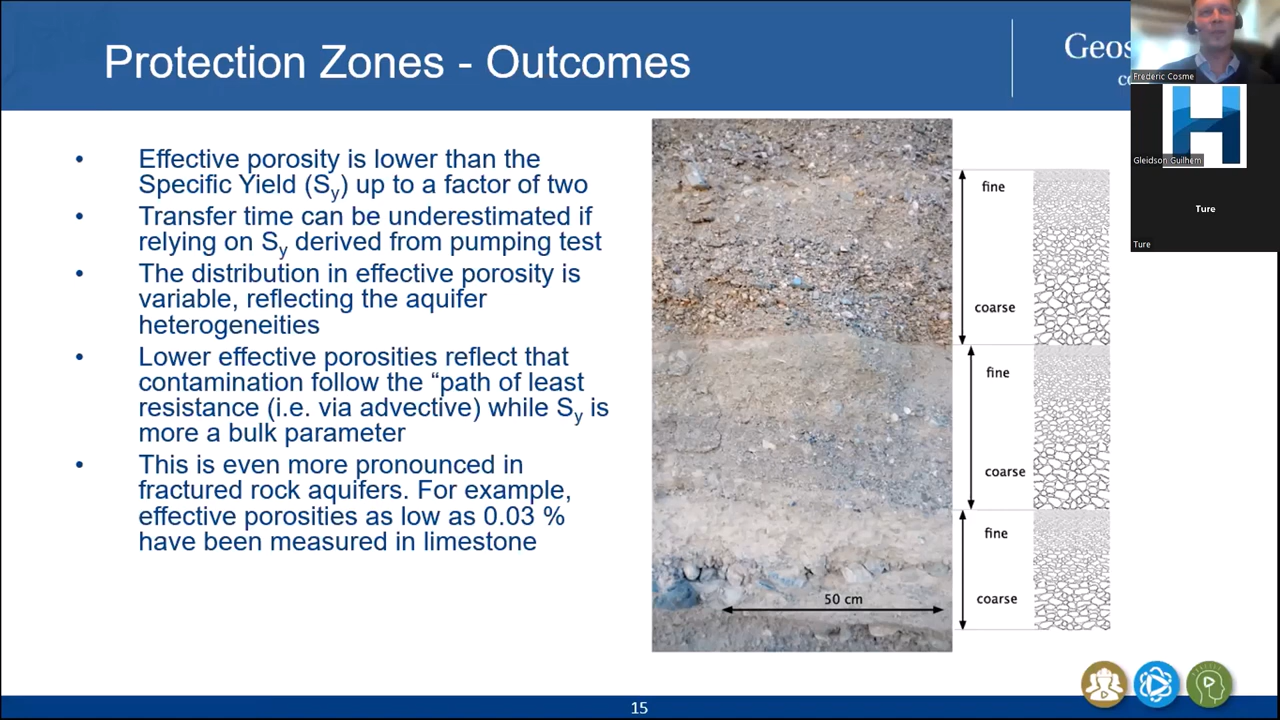 Protection Zones - Outcomes
Geos
co
Frederic Cosme
Gleidson Guilhem
Ture
Ture
• Effective porosity is lower than the
Specific Yield (Sy) up to a factor of two
• Transfer time can be underestimated if
relying on Sy derived from pumping test
• The distribution in effective porosity is
variable, reflecting the aquifer
heterogeneities
• Lower effective porosities reflect that
contamination follow the “path of least
resistance (i.e. via advective) while Sy is
more a bulk parameter
• This is even more pronounced in
fractured rock aquifers. For example,
effective porosities as low as 0.03 %
have been measured in limestone
fine
coarse
fine
coarse
fine
coarse
50 cm
15